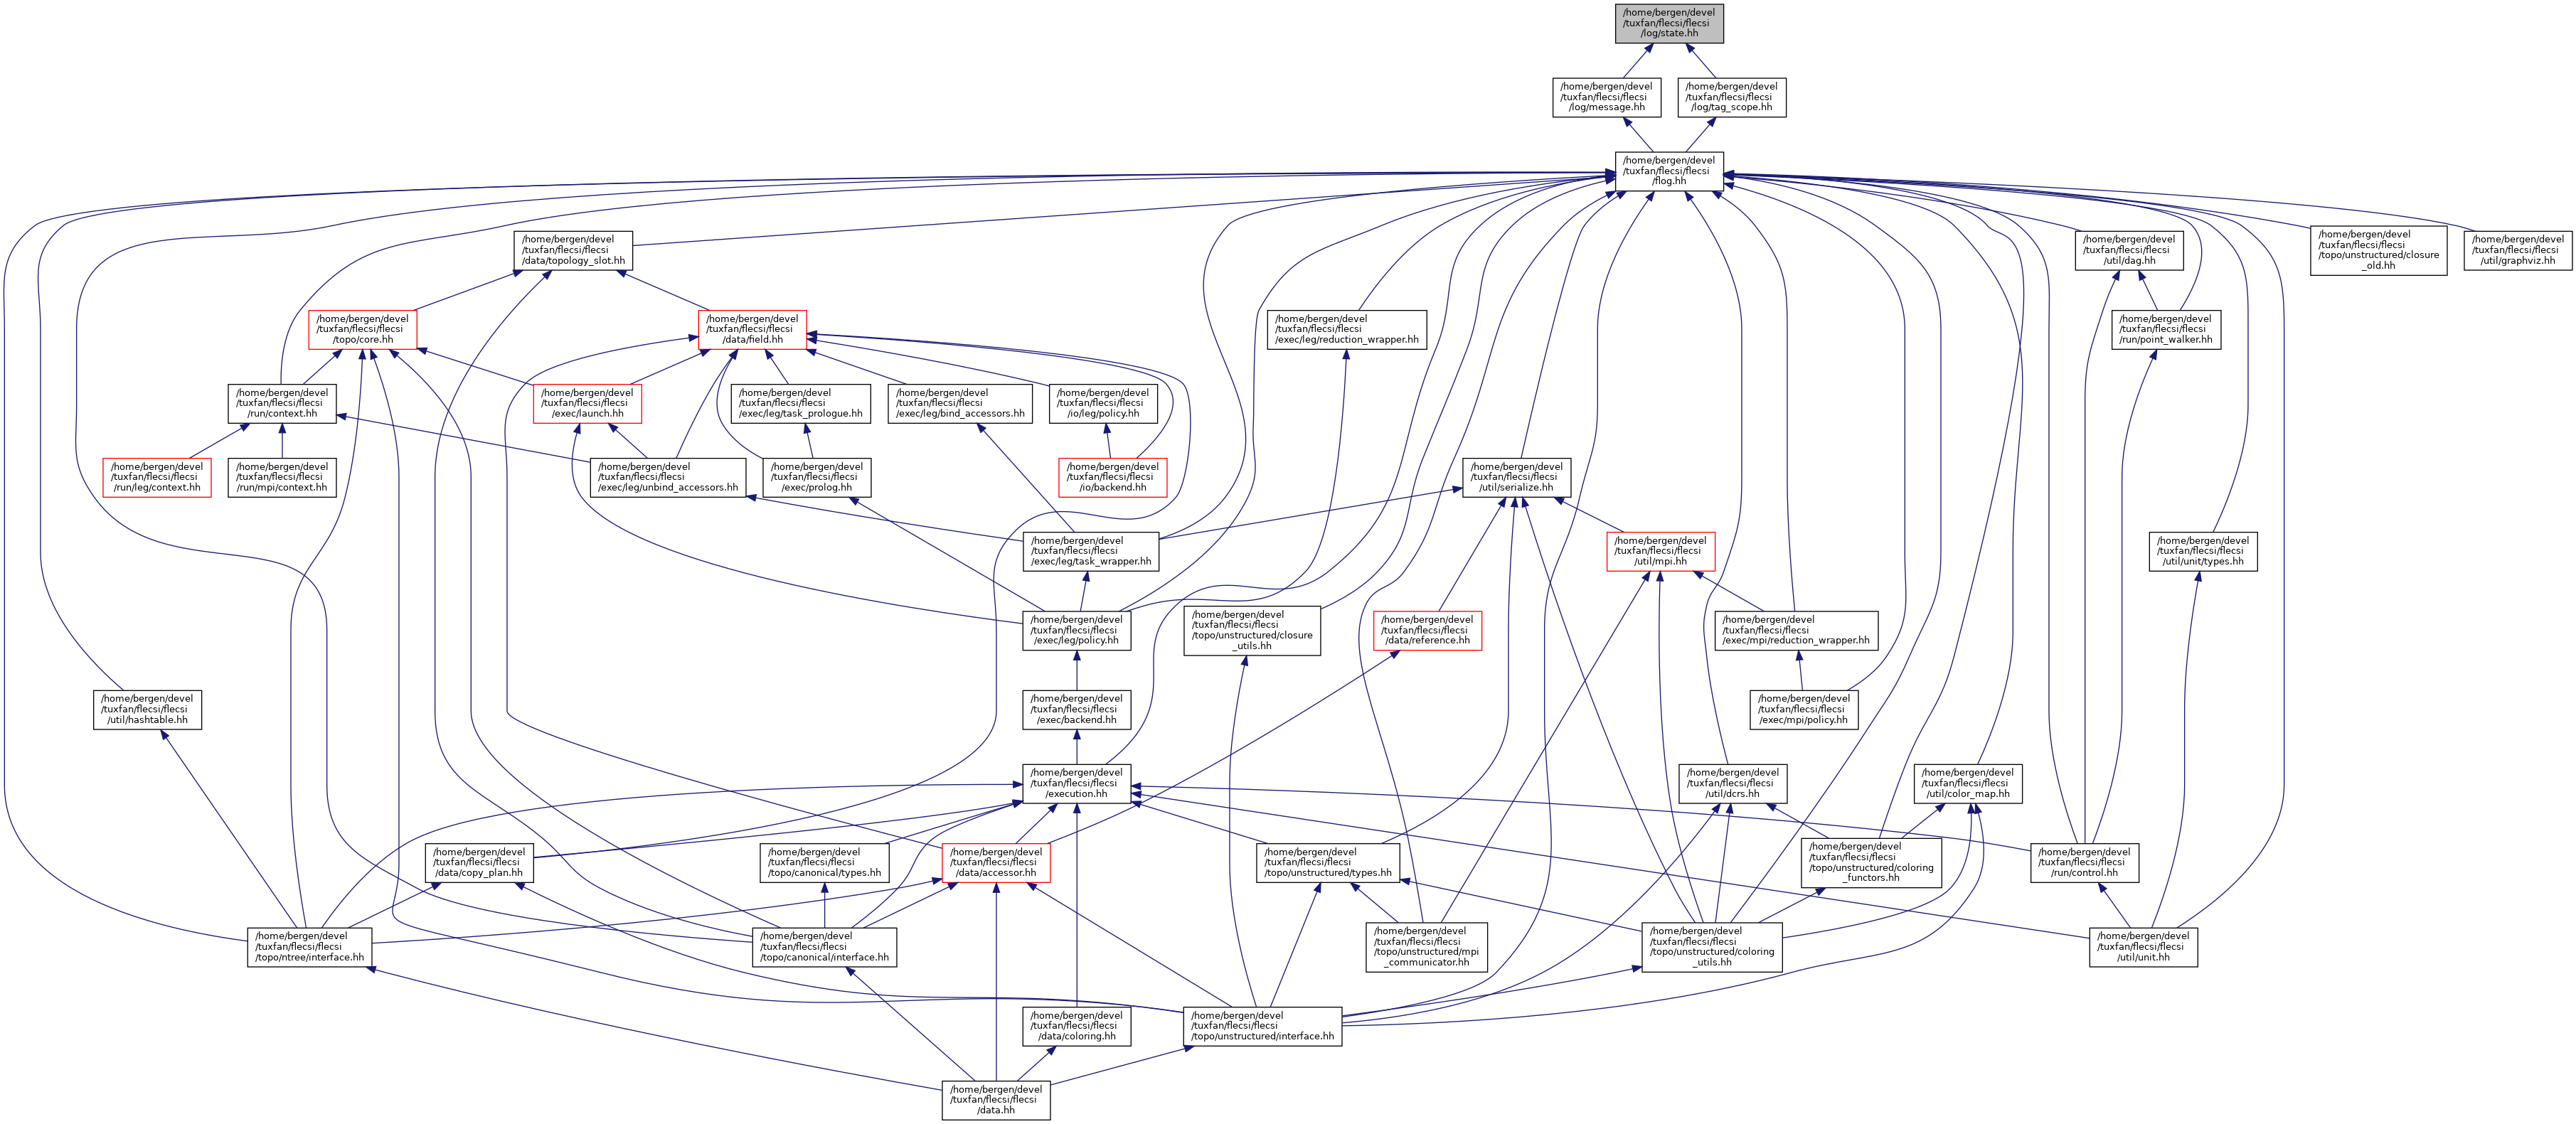 /home/bergen/devel
/tuxfan/flecsi/flecsi
/log/state.hh
/home/bergen/devel
/tuxfan/flecsi/flecsi
/log/message.hh
/home/bergen/devel
/tuxfan/flecsi/flecsi
/log/tag_scope.hh
/home/bergen/devel
/tuxfan/flecsi/flecsi
/flog.hh
/home/bergen/devel
/tuxfan/flecsi/flecsi
/data/topology_slot.hh
/home/bergen/devel
/tuxfan/flecsi/flecsi
/util/dag.hh
/home/bergen/devel
/tuxfan/flecsi/flecsi
/topo/unstructured/closure
_old.hh
/home/bergen/devel
/tuxfan/flecsi/flecsi
/util/graphviz.hh
/home/bergen/devel
/tuxfan/flecsi/flecsi
/topo/core.hh
/home/bergen/devel
/tuxfan/flecsi/flecsi
/data/field.hh
/home/bergen/devel
/tuxfan/flecsi/flecsi
/exec/leg/reduction_wrapper.hh
/home/bergen/devel
/tuxfan/flecsi/flecsi
/run/point_walker.hh
/home/bergen/devel
/tuxfan/flecsi/flecsi
/run/context.hh
/home/bergen/devel
/tuxfan/flecsi/flecsi
/exec/launch.hh
/home/bergen/devel
/tuxfan/flecsi/flecsi
/exec/leg/task_prologue.hh
/home/bergen/devel
/tuxfan/flecsi/flecsi
/exec/leg/bind_accessors.hh
/home/bergen/devel
/tuxfan/flecsi/flecsi
/io/leg/policy.hh
/home/bergen/devel
/tuxfan/flecsi/flecsi
/run/leg/context.hh
/home/bergen/devel
/tuxfan/flecsi/flecsi
/run/mpi/context.hh
/home/bergen/devel
/tuxfan/flecsi/flecsi
/exec/leg/unbind_accessors.hh
/home/bergen/devel
/tuxfan/flecsi/flecsi
/exec/prolog.hh
/home/bergen/devel
/tuxfan/flecsi/flecsi
/io/backend.hh
/home/bergen/devel
/tuxfan/flecsi/flecsi
/util/serialize.hh
/home/bergen/devel
/tuxfan/flecsi/flecsi
/exec/leg/task_wrapper.hh
/home/bergen/devel
/tuxfan/flecsi/flecsi
/util/mpi.hh
/home/bergen/devel
/tuxfan/flecsi/flecsi
/util/unit/types.hh
/home/bergen/devel
/tuxfan/flecsi/flecsi
/exec/leg/policy.hh
/home/bergen/devel
/tuxfan/flecsi/flecsi
/topo/unstructured/closure
_utils.hh
/home/bergen/devel
/tuxfan/flecsi/flecsi
/data/reference.hh
/home/bergen/devel
/tuxfan/flecsi/flecsi
/exec/mpi/reduction_wrapper.hh
/home/bergen/devel
/tuxfan/flecsi/flecsi
/util/hashtable.hh
/home/bergen/devel
/tuxfan/flecsi/flecsi
/exec/backend.hh
/home/bergen/devel
/tuxfan/flecsi/flecsi
/exec/mpi/policy.hh
/home/bergen/devel
/tuxfan/flecsi/flecsi
/execution.hh
/home/bergen/devel
/tuxfan/flecsi/flecsi
/util/dcrs.hh
/home/bergen/devel
/tuxfan/flecsi/flecsi
/util/color_map.hh
/home/bergen/devel
/tuxfan/flecsi/flecsi
/data/copy_plan.hh
/home/bergen/devel
/tuxfan/flecsi/flecsi
/topo/canonical/types.hh
/home/bergen/devel
/tuxfan/flecsi/flecsi
/data/accessor.hh
/home/bergen/devel
/tuxfan/flecsi/flecsi
/topo/unstructured/types.hh
/home/bergen/devel
/tuxfan/flecsi/flecsi
/topo/unstructured/coloring
_functors.hh
/home/bergen/devel
/tuxfan/flecsi/flecsi
/run/control.hh
/home/bergen/devel
/tuxfan/flecsi/flecsi
/topo/ntree/interface.hh
/home/bergen/devel
/tuxfan/flecsi/flecsi
/topo/canonical/interface.hh
/home/bergen/devel
/tuxfan/flecsi/flecsi
/topo/unstructured/mpi
_communicator.hh
/home/bergen/devel
/tuxfan/flecsi/flecsi
/topo/unstructured/coloring
_utils.hh
/home/bergen/devel
/tuxfan/flecsi/flecsi
/util/unit.hh
/home/bergen/devel
/tuxfan/flecsi/flecsi
/data/coloring.hh
/home/bergen/devel
/tuxfan/flecsi/flecsi
/topo/unstructured/interface.hh
/home/bergen/devel
/tuxfan/flecsi/flecsi
/data.hh